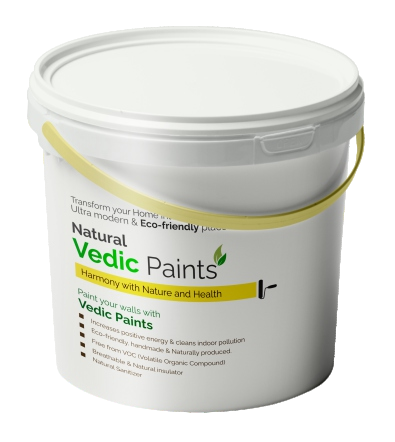 Transform your Home in
Ultra modern & Eco-friendly place
Natural
Vedic Paints
Harmony with Nature and Health
Paint your walls with
Vedic Paints
Increases positive energy & cleans indoor pollution
Eco-friendly, handmade & Naturally produced.
Free from VOC (Volatile Organic Compound)
Breathable & Natural insulator
Natural Sanitizer